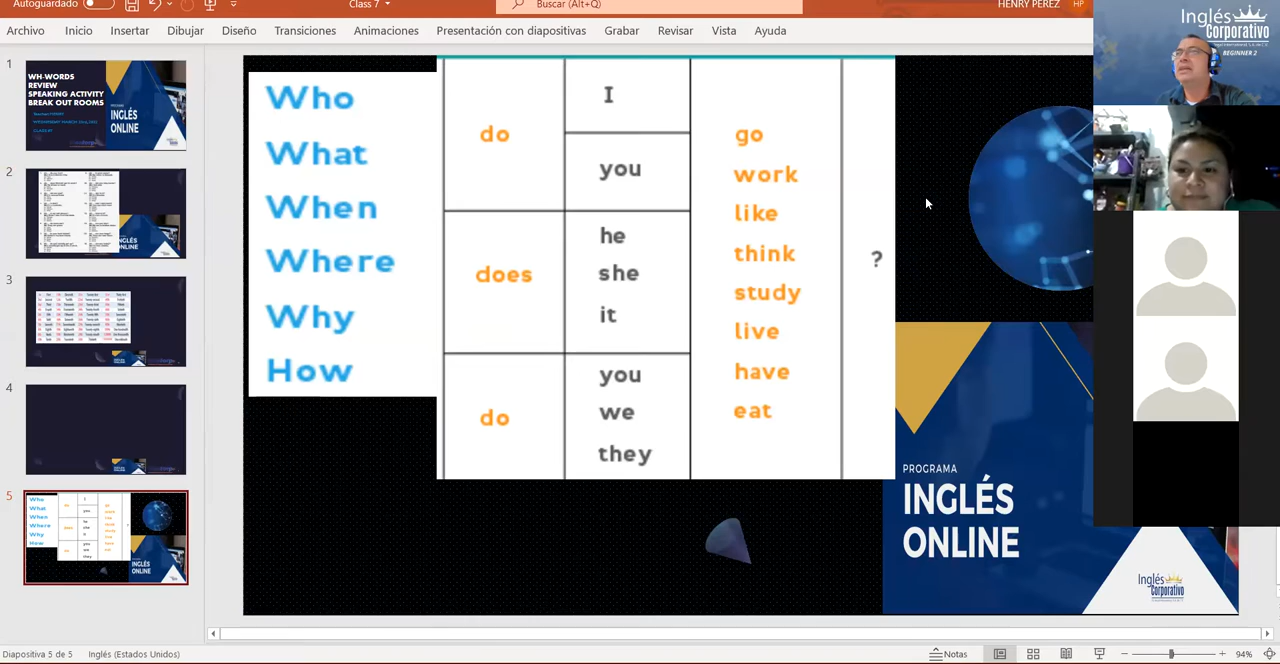 Autoguardado
Class 7
Buscar (Alt+Q)
HENRY PEREZ HP
Archivo Inicio Insertar Dibujar Diseño Transiciones Animaciones Presentación con diapositivas Grabar Revisar Vista Ayuda
1
WH-WORDS
REVIEW
SPEAKING ACTIVITY
BREAK OUT ROOMS
PROGRAMA
INGLÉS
ONLINE
2
3
4
5
Who
What
When
Where
Why
How
do
I
you
does
he
she
it
do
you
we
they
go
work
like
think
study
live
have
eat
?
PROGRAMA
INGLÉS
ONLINE
Inglés
Corporativo
Inglés
Corporativo
BEGINNER 2
Diapositiva 5 de 5 Inglés (Estados Unidos)
Notas
94%